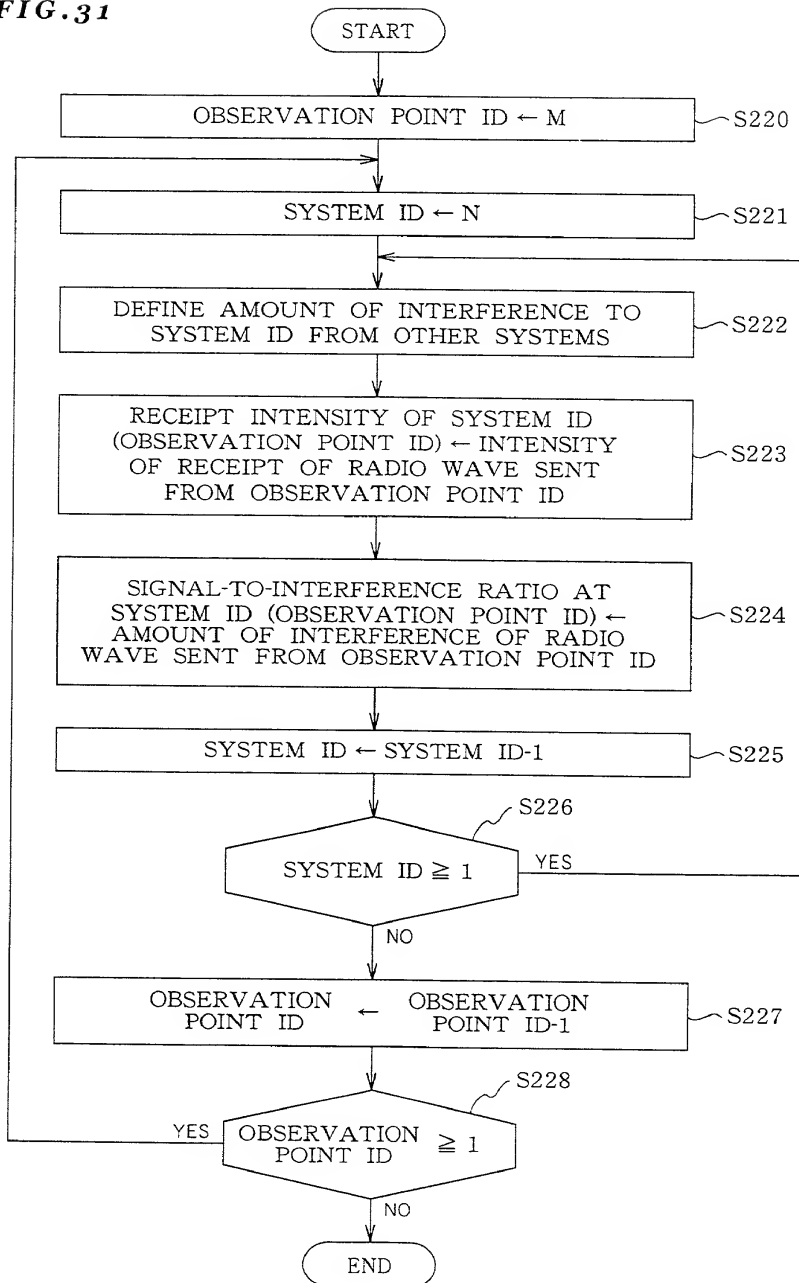 FIG.31
START
OBSERVATION POINT ID ← M
S220
SYSTEM ID ← N
S221
DEFINE AMOUNT OF INTERFERENCE TO
SYSTEM ID FROM OTHER SYSTEMS
S222
RECEIPT INTENSITY OF SYSTEM ID
(OBSERVATION POINT ID) ← INTENSITY
OF RECEIPT OF RADIO WAVE SENT
FROM OBSERVATION POINT ID
S223
SIGNAL-TO-INTERFERENCE RATIO AT
SYSTEM ID (OBSERVATION POINT ID) ←
AMOUNT OF INTERFERENCE OF RADIO
WAVE SENT FROM OBSERVATION POINT ID
S224
SYSTEM ID ← SYSTEM ID-1
S225
S226
SYSTEM ID ≧ 1
YES
NO
OBSERVATION ← OBSERVATION
POINT ID POINT ID-1
S227
S228
YES
OBSERVATION ≧ 1
POINT ID
NO
END